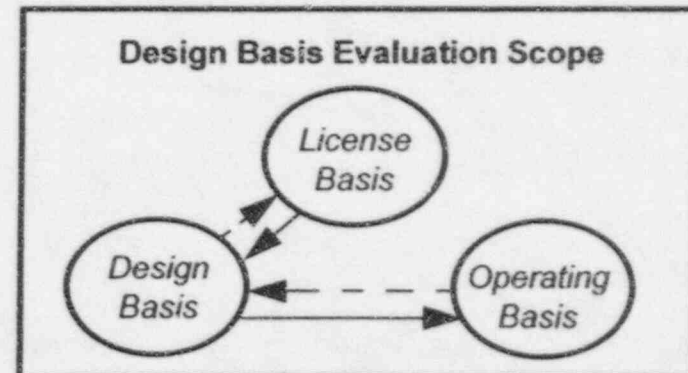 Design Basis Evaluation Scope
License
Basis
Design
Basis
Operating
Basis